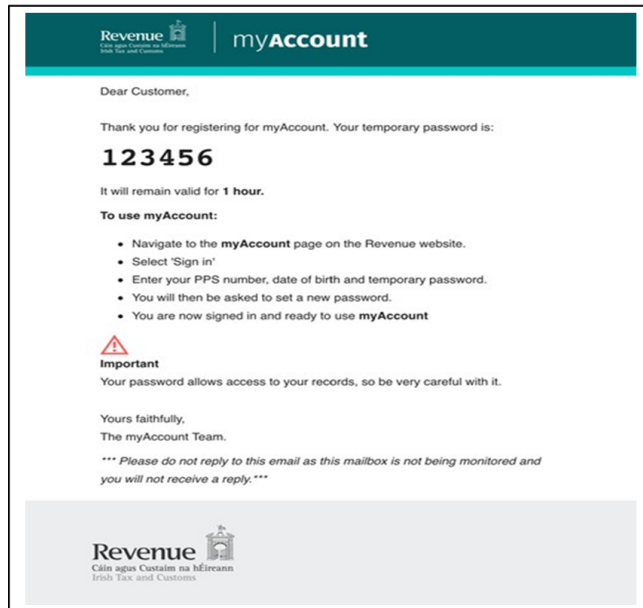 Revenue
Cáin agus Custaim na hÉireann
Irish Tax and Customs
myAccount
Dear Customer,
Thank you for registering for myAccount. Your temporary password is:
123456
It will remain valid for 1 hour.
To use myAccount:
• Navigate to the myAccount page on the Revenue website.
• Select 'Sign in'
• Enter your PPS number, date of birth and temporary password.
• You will then be asked to set a new password.
• You are now signed in and ready to use myAccount
Important
Your password allows access to your records, so be very careful with it.
Yours faithfully,
The myAccount Team.
*** Please do not reply to this email as this mailbox is not being monitored and
you will not receive a reply.***
Revenue
Cáin agus Custaim na hÉireann
Irish Tax and Customs